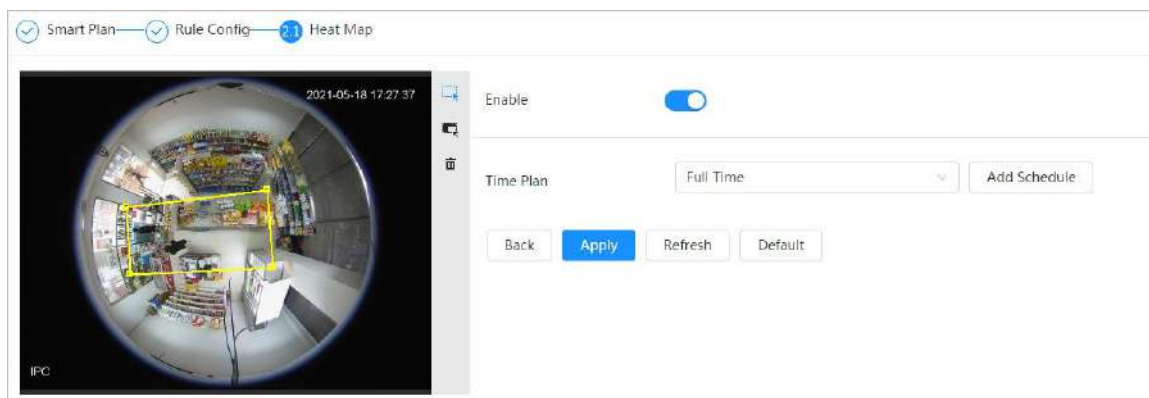 Smart Plan Rule Config 2.1 Heat Map
2021-05-18 17:27:37
Enable
Time Plan Full Time Add Schedule
Back Apply Refresh Default
IPC